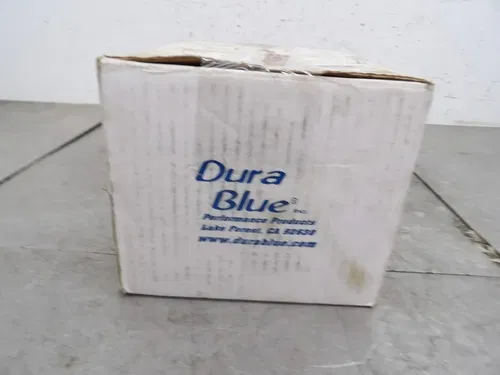 Dura
Blue® Inc.
Performance Products
Lake Forest, CA 92630
www.durablue.com